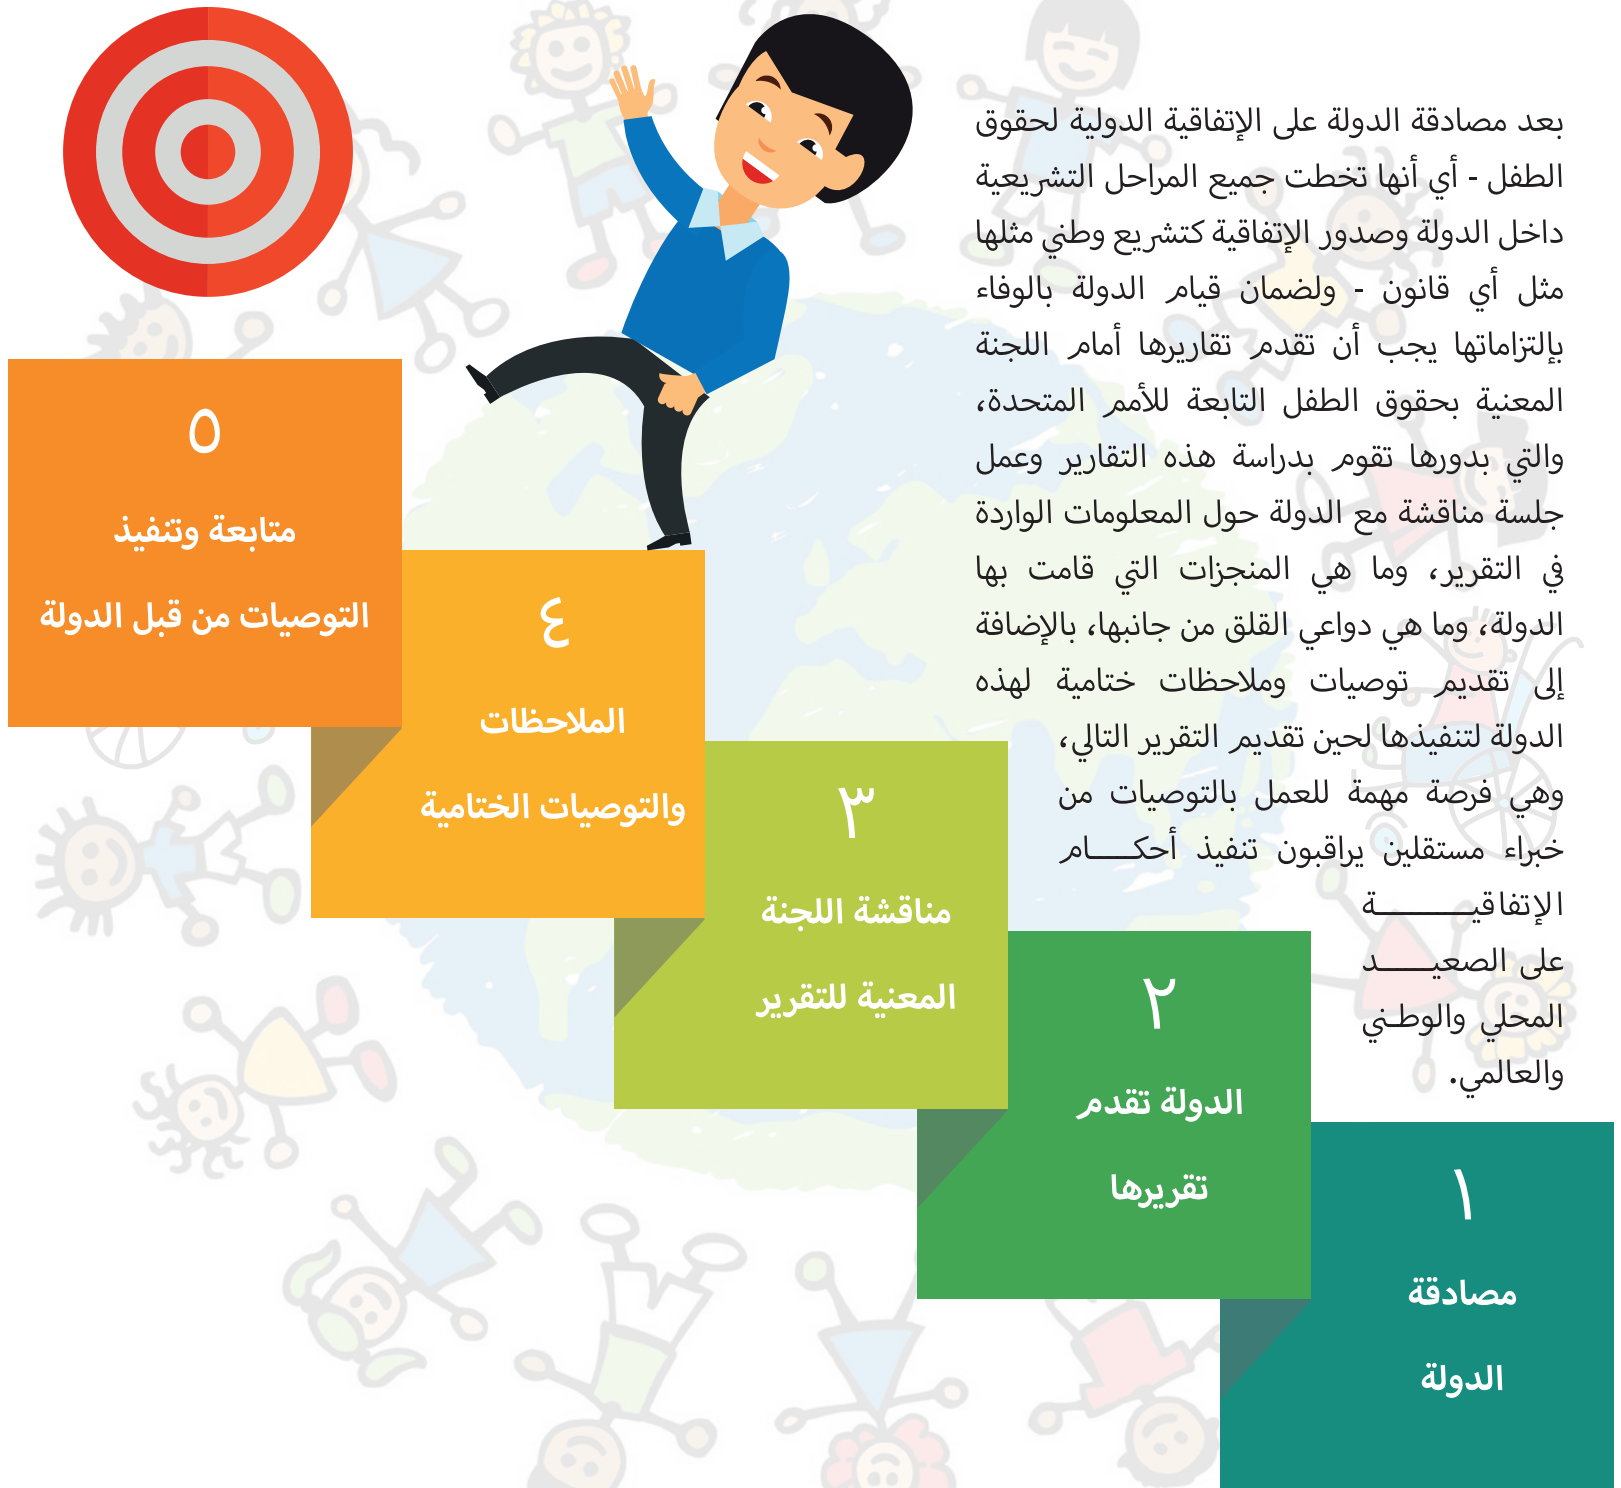 بعد مصادقة الدولة على الإتفاقية الدولية لحقوق
الطفل - أي أنها تخطت جميع المراحل التشريعية
داخل الدولة وصدور الإتفاقية كتشريع وطني مثلها
مثل أي قانون - ولضمان قيام الدولة بالوفاء
بإلتزاماتها يجب أن تقدم تقاريرها أمام اللجنة
المعنية بحقوق الطفل التابعة للأمم المتحدة،
والتي بدورها تقوم بدراسة هذه التقارير وعمل
جلسة مناقشة مع الدولة حول المعلومات الواردة
في التقرير، وما هي المنجزات التي قامت بها
الدولة، وما هي دواعي القلق من جانبها، بالإضافة
إلى تقديم توصيات وملاحظات ختامية لهذه
الدولة لتنفيذها لحين تقديم التقرير التالي،
وهي فرصة مهمة للعمل بالتوصيات من
خبراء مستقلين يراقبون تنفيذ أحكـــام
الإتفاقيـــــــــة
على الصعيـــــد
المحلي والوطـني
والعالمي.
١
مصادقة
الدولة
٢
الدولة تقدم
تقريرها
٣
مناقشة اللجنة
المعنية للتقرير
٤
الملاحظات
والتوصيات الختامية
٥
متابعة وتنفيذ
التوصيات من قبل الدولة